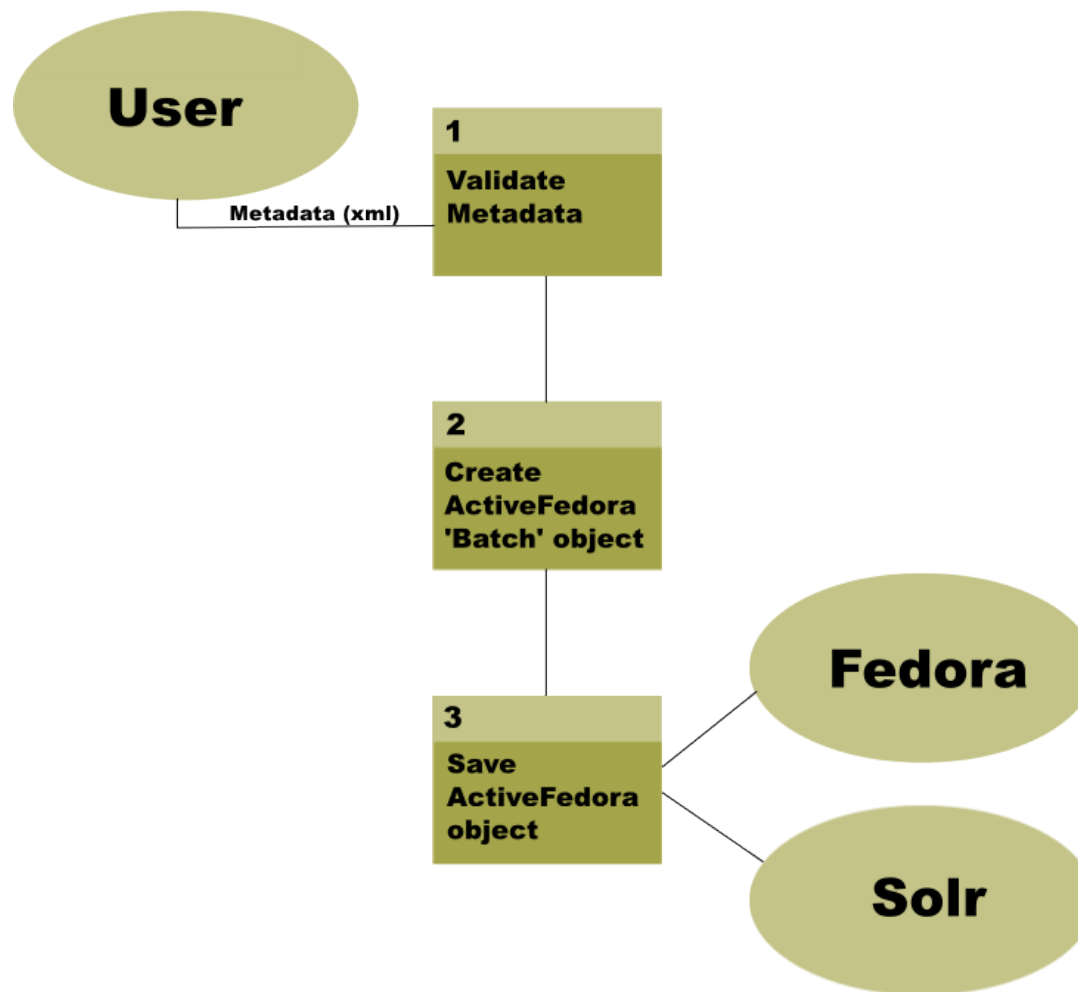 User
Metadata (xml)
1
Validate
Metadata
2
Create
ActiveFedora
'Batch' object
3
Save
ActiveFedora
object
Fedora
Solr